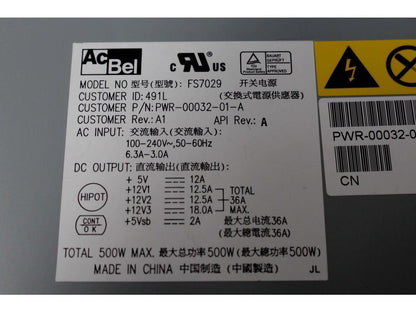 AcBel
c RU US
MODEL NO 型号(型號): FS7029 开关电源
CUSTOMER ID: 491L (交換式電源供應器)
CUSTOMER P/N: PWR-00032-01-A
CUSTOMER Rev.: A1 API Rev.: A
AC INPUT: 交流输入(交流輸入)
100-240V~,50-60Hz
6.3A-3.0A
DC OUTPUT: 直流输出(直流輸出)
+ 5V 12A
+12V1 12.5A TOTAL
+12V2 12.5A 36A
+12V3 18.0A
+5Vsb 2A
HIPOT
CONT
OK
最大总电流36A
(最大總電流36A)
TOTAL 500W MAX. 最大总功率500W(最大總功率500W)
MADE IN CHINA 中国制造 (中國製造) JL
PWR-00032-0
CN